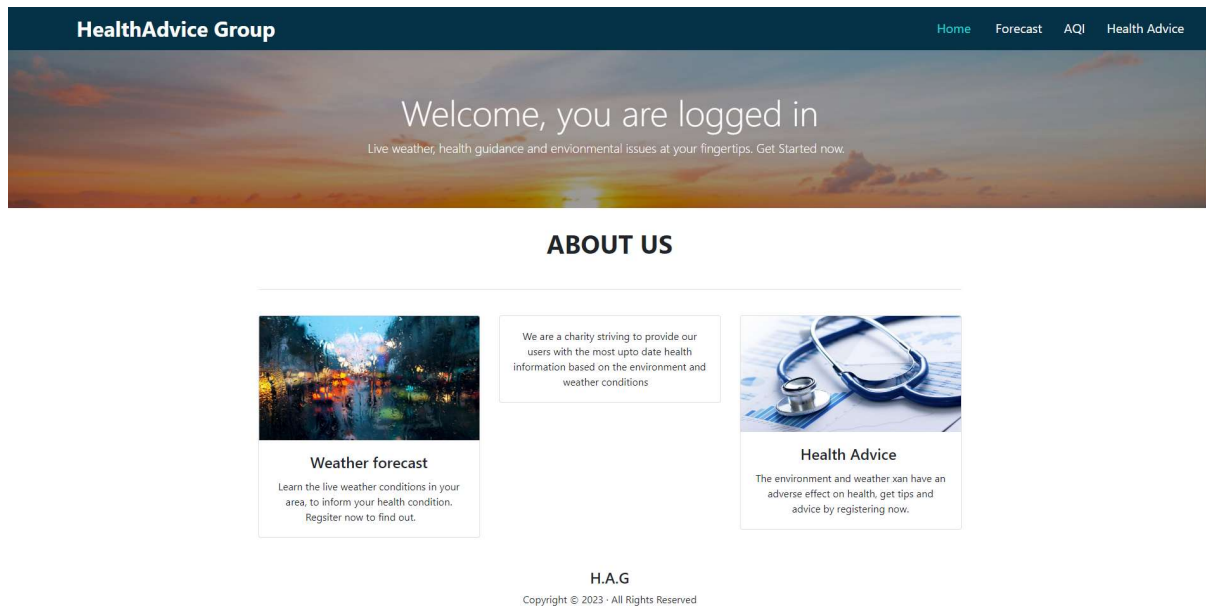 HealthAdvice Group
Home Forecast AQI Health Advice
Welcome, you are logged in
Live weather, health guidance and envionmental issues at your fingertips. Get Started now.
ABOUT US
Weather forecast
Learn the live weather conditions in your
area, to inform your health condition.
Regsiter now to find out.
We are a charity striving to provide our
users with the most upto date health
information based on the environment and
weather conditions
Health Advice
The environment and weather xan have an
adverse effect on health, get tips and
advice by registering now.
H.A.G
Copyright © 2023 · All Rights Reserved